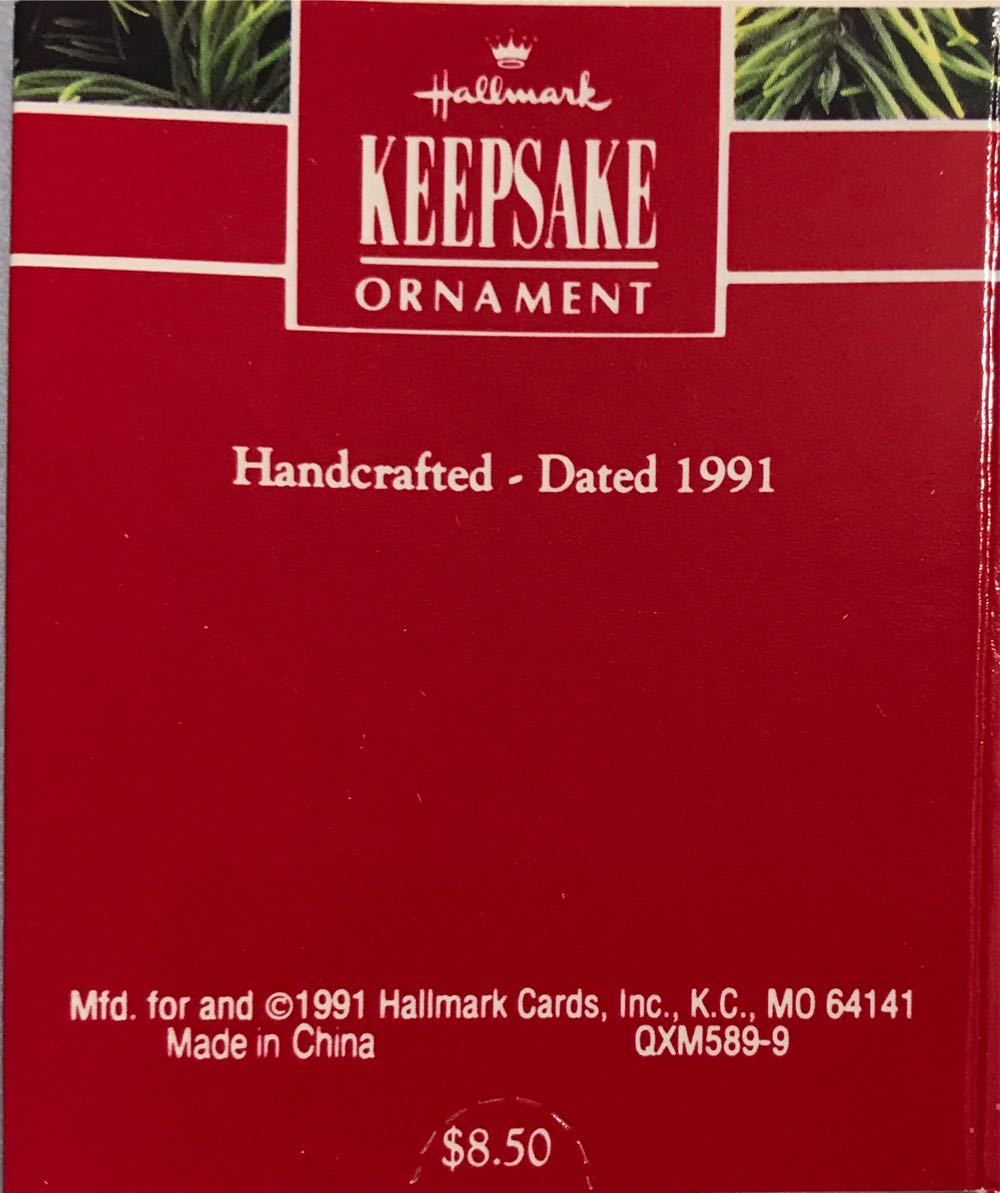 Hallmark
KEEPSAKE
ORNAMENT
Handcrafted - Dated 1991
Mfd. for and ©1991 Hallmark Cards, Inc., K.C., MO 64141
Made in China QXM589-9
$8.50